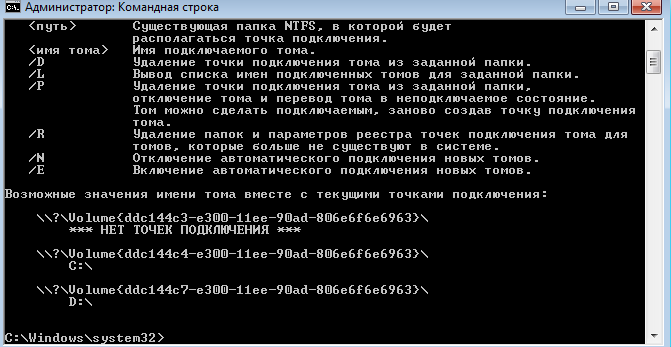 Администратор: Командная строка
<путь> Существующая папка NTFS, в которой будет
располагаться точка подключения.
<имя тома> Имя подключаемого тома.
/D Удаление точки подключения тома из заданной папки.
/L Вывод списка имен подключенных томов для заданной папки.
/P Удаление точки подключения тома из заданной папки,
отключение тома и перевод тома в неподключаемое состояние.
Том можно сделать подключаемым, заново создав точку подключения
тома.
/R Удаление папок и параметров реестра точек подключения тома для
томов, которые больше не существуют в системе.
/N Отключение автоматического подключения новых томов.
/E Включение автоматического подключения новых томов.
Возможные значения имени тома вместе с текущими точками подключения:
\\?\Volume{ddc144c3-e300-11ee-90ad-806e6f6e6963}\
*** НЕТ ТОЧЕК ПОДКЛЮЧЕНИЯ ***
\\?\Volume{ddc144c4-e300-11ee-90ad-806e6f6e6963}\
C:\
\\?\Volume{ddc144c7-e300-11ee-90ad-806e6f6e6963}\
D:\
C:\Windows\system32>